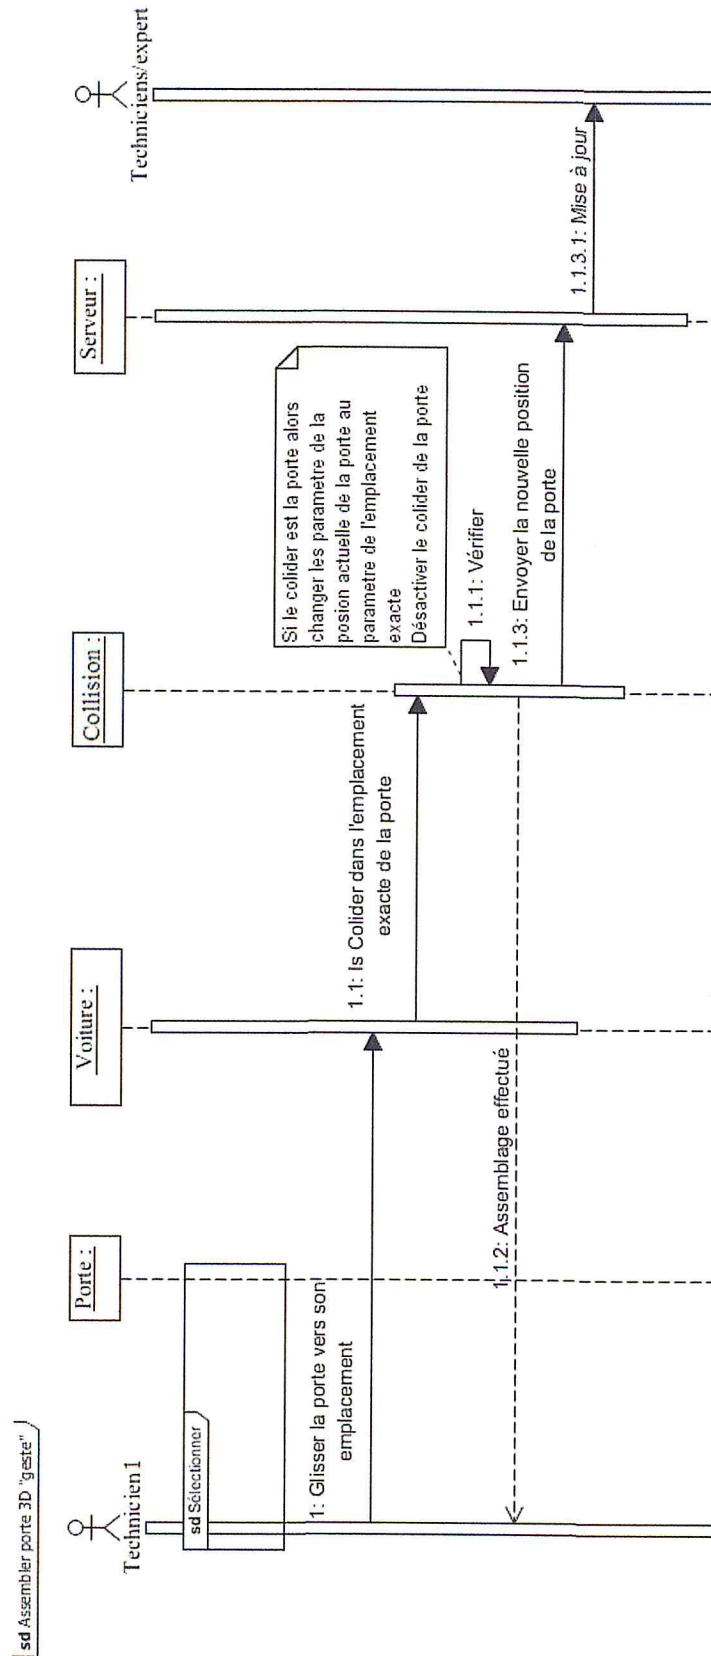 sd Assembler porte 3D "geste"
Technicien1
Porte :
Voiture :
Collision :
Serveur :
Techniciens/expert
sd Sélectionner
1: Glisser la porte vers son
emplacement
1.1: Is Colider dans l'emplacement
exacte de la porte
Si le colider est la porte alors
changer les parametre de la
posion actuelle de la porte au
parametre de l'emplacement
exacte
Désactiver le colider de la porte
1.1.1: Vérifier
1.1.2: Assemblage effectué
1.1.3: Envoyer la nouvelle position
de la porte
1.1.3.1: Mise à jour